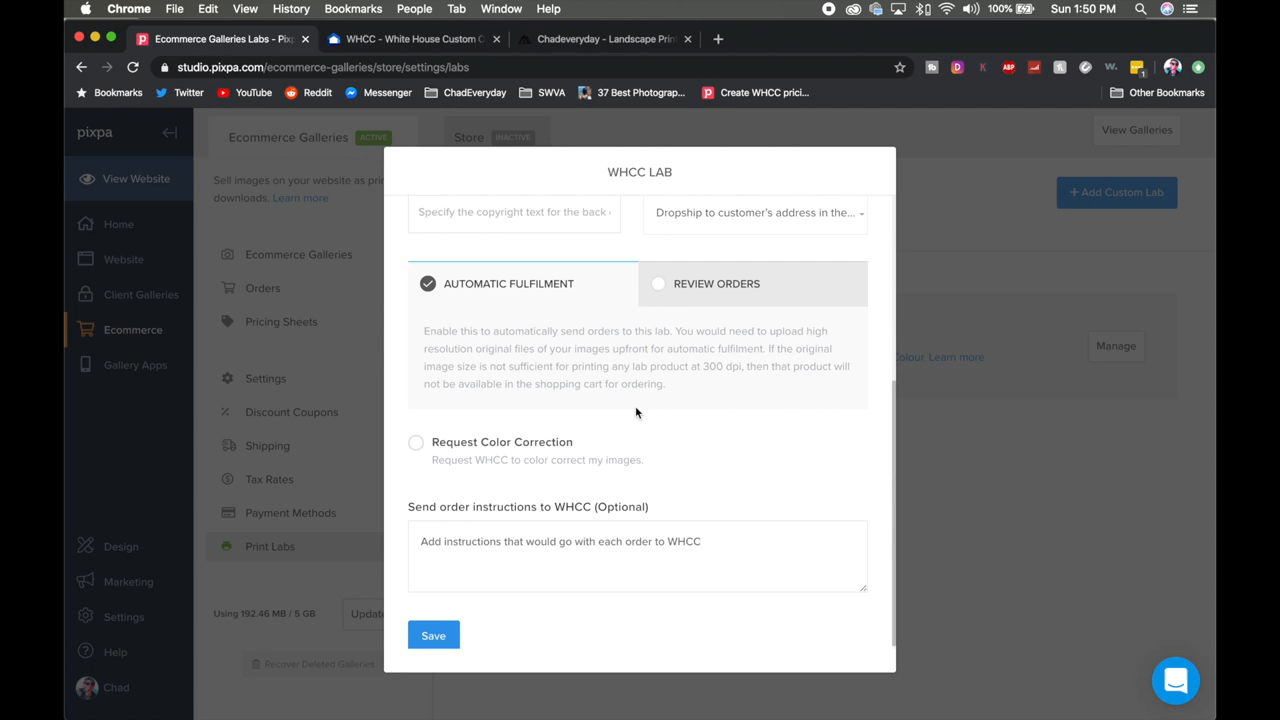 Chrome File Edit View History Bookmarks People Tab Window Help 100% Sun 1:50 PM
Ecommerce Galleries Labs - Pix WHCC - White House Custom C Chadeveryday - Landscape Prin
studio.pixpa.com/ecommerce-galleries/store/settings/labs
Bookmarks Twitter YouTube Reddit Messenger ChadEveryday SWVA 37 Best Photograp... Create WHCC prici... Other Bookmarks
pixpa
View Website
Home
Website
Client Galleries
Ecommerce
Gallery Apps
Design
Marketing
Settings
Help
Chad
Ecommerce Galleries ACTIVE Store INACTIVE View Galleries
Sell images on your website as pri
downloads. Learn more
+ Add Custom Lab
Ecommerce Galleries
Orders
Pricing Sheets
Settings
Discount Coupons
Shipping
Tax Rates
Payment Methods
Print Labs
Using 192.46 MB / 5 GB Update
Recover Deleted Galleries
Colour. Learn more Manage
WHCC LAB
Specify the copyright text for the back Dropship to customer's address in the...
AUTOMATIC FULFILMENT REVIEW ORDERS
Enable this to automatically send orders to this lab. You would need to upload high
resolution original files of your images upfront for automatic fulfilment. If the original
image size is not sufficient for printing any lab product at 300 dpi, then that product will
not be available in the shopping cart for ordering.
Request Color Correction
Request WHCC to color correct my images.
Send order instructions to WHCC (Optional)
Add instructions that would go with each order to WHCC
Save